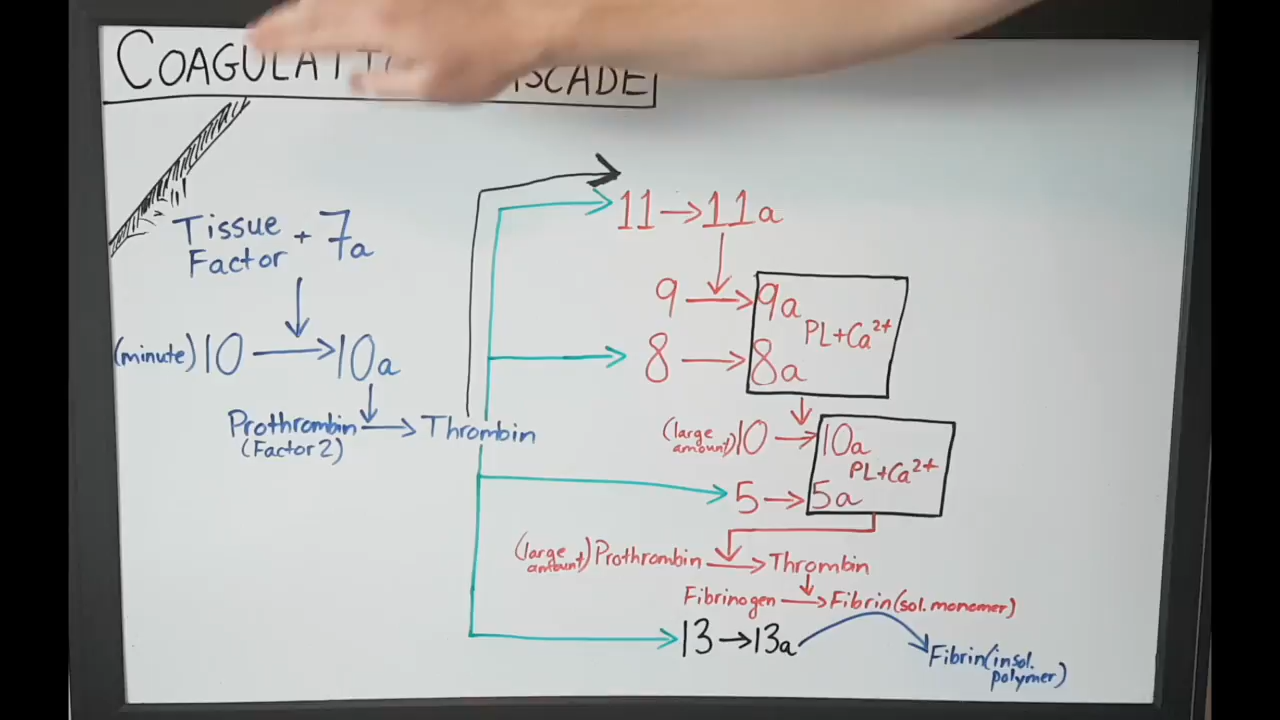 COAGULAT SCADE
Tissue
Factor + 7a
(minute) 10 → 10a
Prothrombin → Thrombin
(Factor 2)
11 → 11a
9 → 9a
PL+Ca²⁺
8 → 8a
(large
amount) 10 → 10a
PL+Ca²⁺
5 → 5a
(large
amount) Prothrombin → Thrombin
Fibrinogen → Fibrin (sol. monomer)
13 → 13a
Fibrin (insol.
polymer)